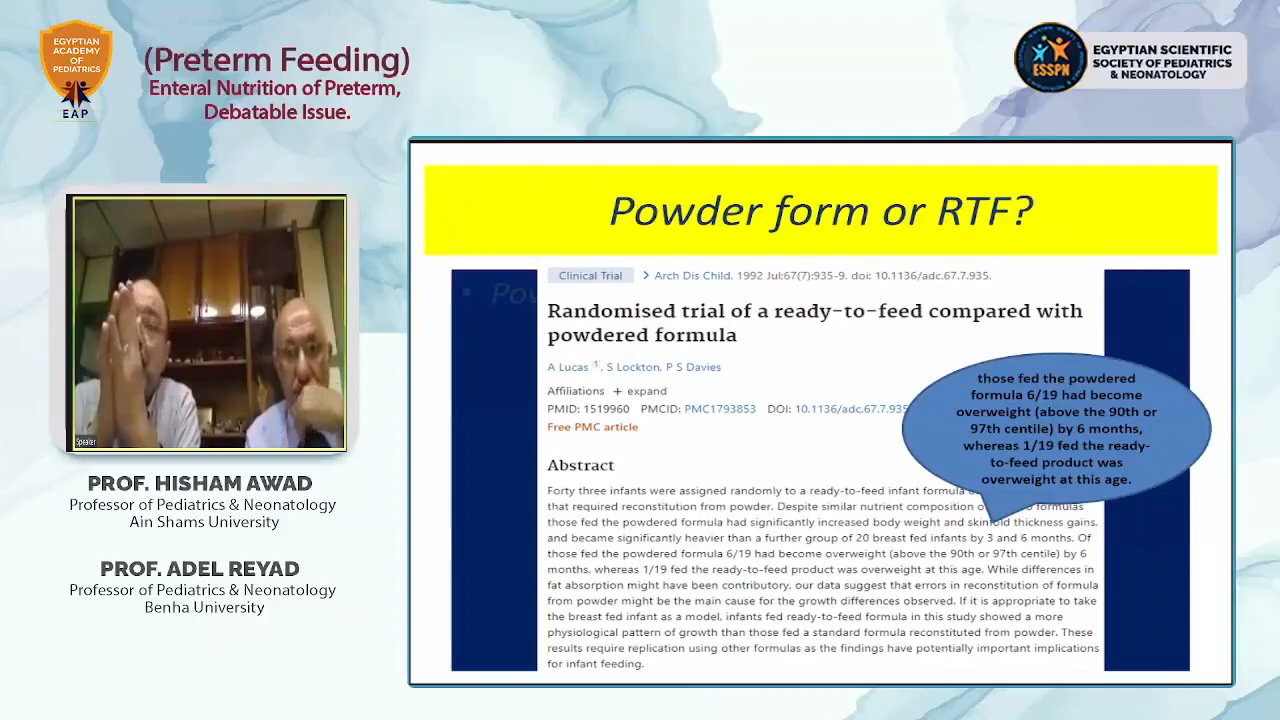 EGYPTIAN
ACADEMY
OF
PEDIATRICS
EAP
(Preterm Feeding)
Enteral Nutrition of Preterm,
Debatable Issue.
ESSPN
EGYPTIAN SCIENTIFIC
SOCIETY OF PEDIATRICS
& NEONATOLOGY
Speaker
PROF. HISHAM AWAD
Professor of Pediatrics & Neonatology
Ain Shams University
PROF. ADEL REYAD
Professor of Pediatrics & Neonatology
Benha University
Powder form or RTF?
Clinical Trial > Arch Dis Child. 1992 Jul;67(7):935-9. doi: 10.1136/adc.67.7.935.
Randomised trial of a ready-to-feed compared with
powdered formula
A Lucas 1, S Lockton, P S Davies
Affiliations + expand
PMID: 1519960 PMCID: PMC1793853 DOI: 10.1136/adc.67.7.935
Free PMC article
Abstract
Forty three infants were assigned randomly to a ready-to-feed infant formula
that required reconstitution from powder. Despite similar nutrient composition formulas
those fed the powdered formula had significantly increased body weight and skinfold thickness gains,
and became significantly heavier than a further group of 20 breast fed infants by 3 and 6 months. Of
those fed the powdered formula 6/19 had become overweight (above the 90th or 97th centile) by 6
months, whereas 1/19 fed the ready-to-feed product was overweight at this age. While differences in
fat absorption might have been contributory, our data suggest that errors in reconstitution of formula
from powder might be the main cause for the growth differences observed. If it is appropriate to take
the breast fed infant as a model, infants fed ready-to-feed formula in this study showed a more
physiological pattern of growth than those fed a standard formula reconstituted from powder. These
results require replication using other formulas as the findings have potentially important implications
for infant feeding.
those fed the powdered
formula 6/19 had become
overweight (above the 90th or
97th centile) by 6 months,
whereas 1/19 fed the ready-
to-feed product was
overweight at this age.